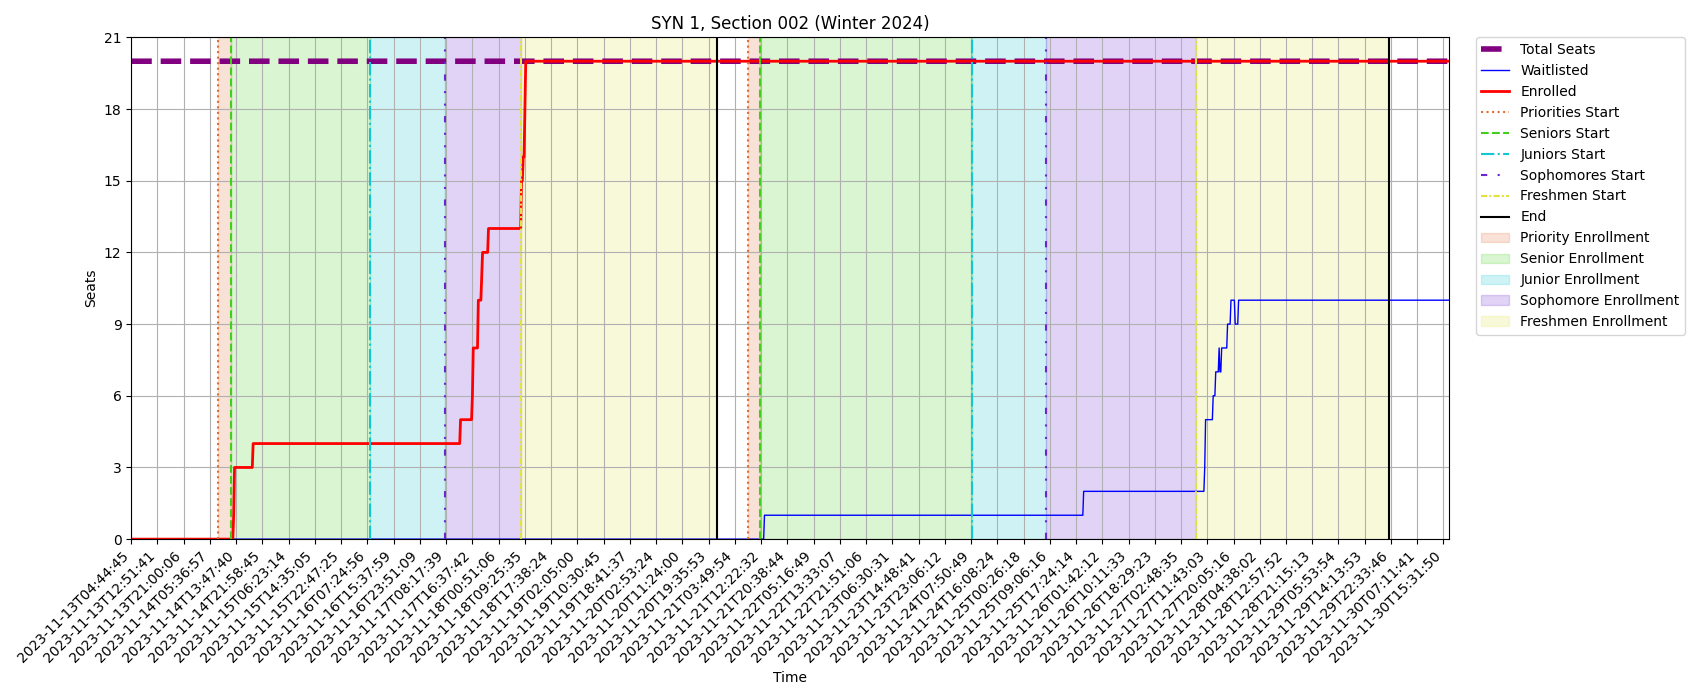 SYN 1, Section 002 (Winter 2024)
21
18
15
12
9
6
3
0
Seats
2023-11-13T04:44:45
2023-11-13T12:51:41
2023-11-13T21:00:06
2023-11-14T05:36:57
2023-11-14T13:47:40
2023-11-14T21:58:45
2023-11-15T06:23:14
2023-11-15T14:35:05
2023-11-15T22:47:25
2023-11-16T07:24:56
2023-11-16T15:37:59
2023-11-16T23:51:09
2023-11-17T08:17:39
2023-11-17T16:37:42
2023-11-18T00:51:06
2023-11-18T09:25:35
2023-11-18T17:38:24
2023-11-19T02:05:00
2023-11-19T10:30:45
2023-11-19T18:41:37
2023-11-20T02:53:24
2023-11-20T11:24:00
2023-11-20T19:35:53
2023-11-21T03:49:54
2023-11-21T12:22:32
2023-11-21T20:38:44
2023-11-22T05:16:49
2023-11-22T13:33:07
2023-11-22T21:51:06
2023-11-23T06:30:31
2023-11-23T14:48:41
2023-11-23T23:06:12
2023-11-24T07:50:49
2023-11-24T16:08:24
2023-11-25T00:26:18
2023-11-25T09:06:16
2023-11-25T17:24:14
2023-11-26T01:42:12
2023-11-26T10:11:33
2023-11-26T18:29:23
2023-11-27T02:48:35
2023-11-27T11:43:03
2023-11-27T20:05:16
2023-11-28T04:38:02
2023-11-28T12:57:52
2023-11-28T21:15:13
2023-11-29T05:53:54
2023-11-29T14:13:53
2023-11-29T22:33:46
2023-11-30T07:11:41
2023-11-30T15:31:50
Time
Total Seats
Waitlisted
Enrolled
Priorities Start
Seniors Start
Juniors Start
Sophomores Start
Freshmen Start
End
Priority Enrollment
Senior Enrollment
Junior Enrollment
Sophomore Enrollment
Freshmen Enrollment